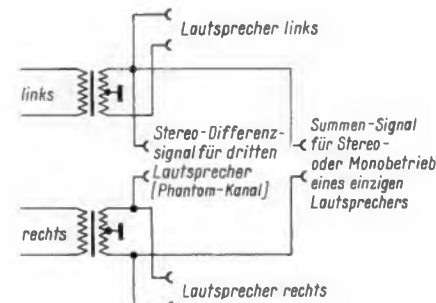 Lautsprecher links
links
Stereo-Differenz-
signal für dritten
Lautsprecher
[Phantom-Kanal]
Summen-Signal
für Stereo-
oder Monobetrieb
eines einzigen
Lautsprechers
rechts
Lautsprecher rechts